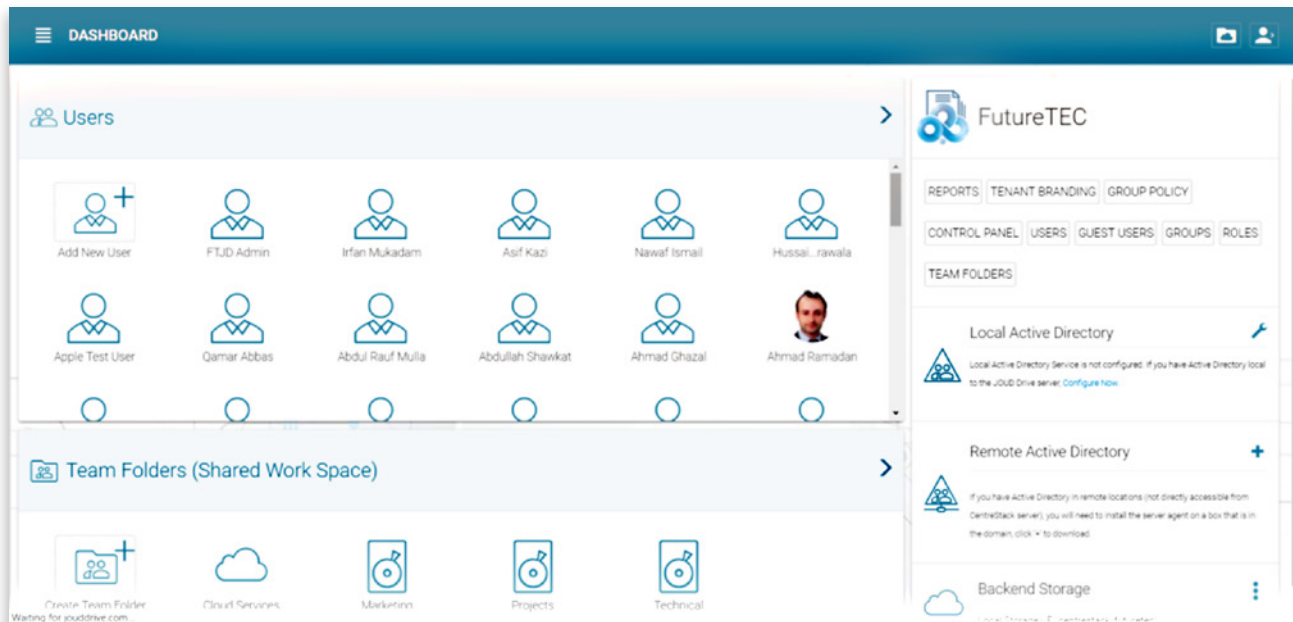 DASHBOARD
Users
Add New User
FTJD Admin
Irfan Mukadam
Asif Kazi
Nawaf Ismail
Hussai...rawala
Apple Test User
Qamar Abbas
Abdul Rauf Mulla
Abdullah Shawkat
Ahmad Ghazal
Ahmad Ramadan
Team Folders (Shared Work Space)
Create Team Folder
Cloud Services
Marketing
Projects
Technical
Waiting for jouddrive.com...
FutureTEC
REPORTS TENANT BRANDING GROUP POLICY
CONTROL PANEL USERS GUEST USERS GROUPS ROLES
TEAM FOLDERS
Local Active Directory
Local Active Directory Service is not configured. If you have Active Directory local
to the JOUD Drive server, Configure Now.
Remote Active Directory
If you have Active Directory in remote locations (not directly accessible from
CentreStack server), you will need to install the server agent on a box that is in
the domain, click '+' to download.
Backend Storage